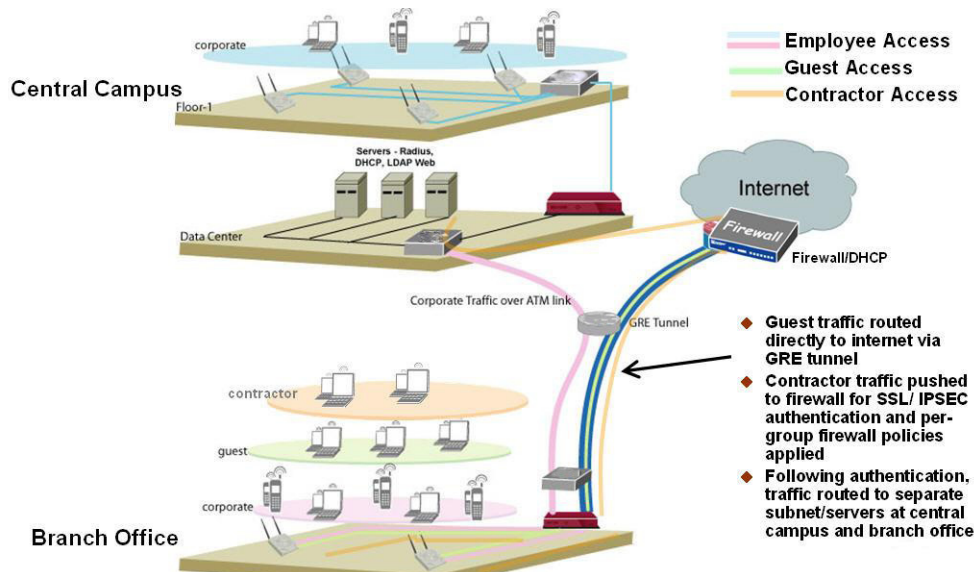 corporate
Employee Access
Guest Access
Contractor Access
Central Campus
Floor-1
Servers - Radius,
DHCP, LDAP Web
Internet
Firewall
Data Center
Firewall/DHCP
Corporate Traffic over ATM link
GRE Tunnel
Guest traffic routed
directly to internet via
GRE tunnel
Contractor traffic pushed
to firewall for SSL/ IPSEC
authentication and per-
group firewall policies
applied
Following authentication,
traffic routed to separate
subnet/servers at central
campus and branch office
contractor
guest
corporate
Branch Office